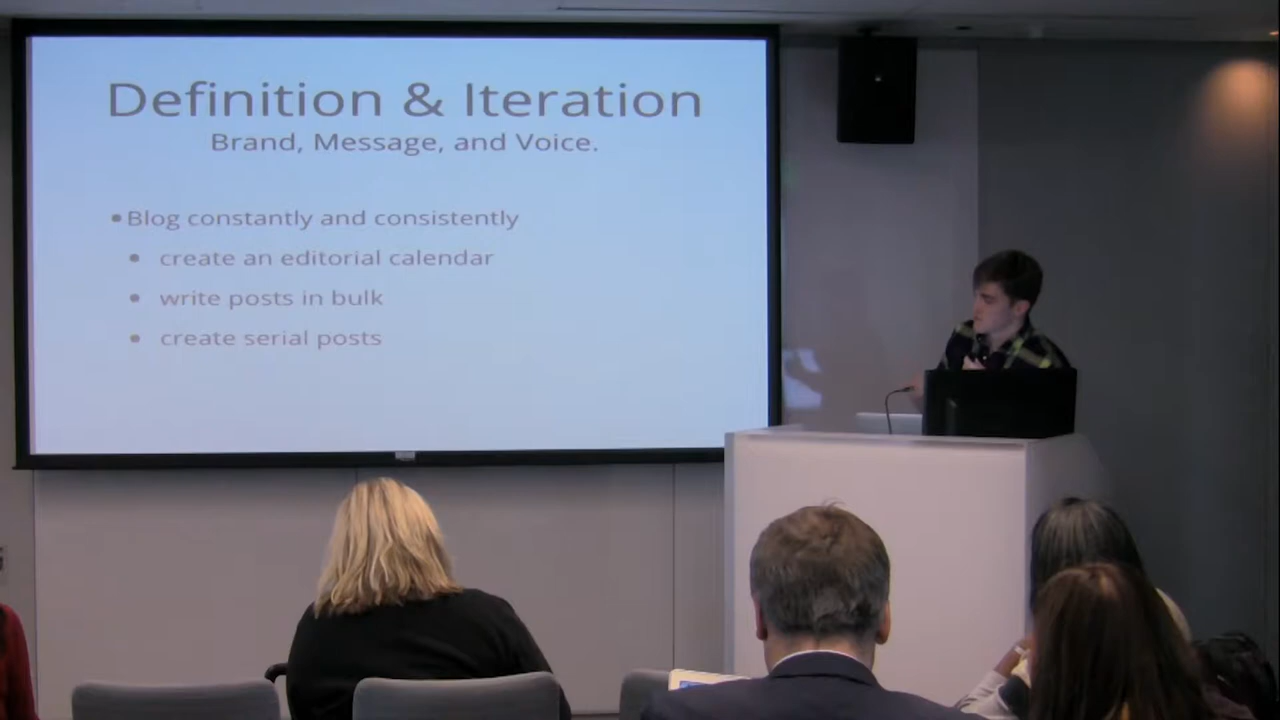 Definition & Iteration
Brand, Message, and Voice.
•Blog constantly and consistently
• create an editorial calendar
• write posts in bulk
• create serial posts